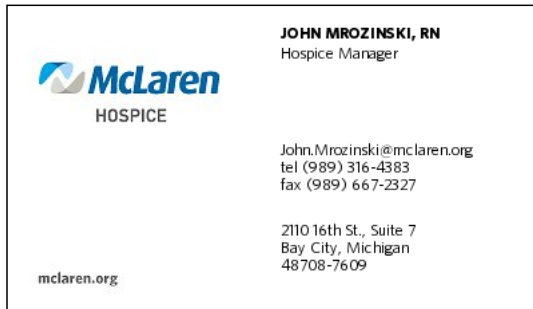 McLaren
HOSPICE
mclaren.org
JOHN MROZINSKI, RN
Hospice Manager
John.Mrozinski@mclaren.org
tel (989) 316-4383
fax (989) 667-2327
2110 16th St., Suite 7
Bay City, Michigan
48708-7609